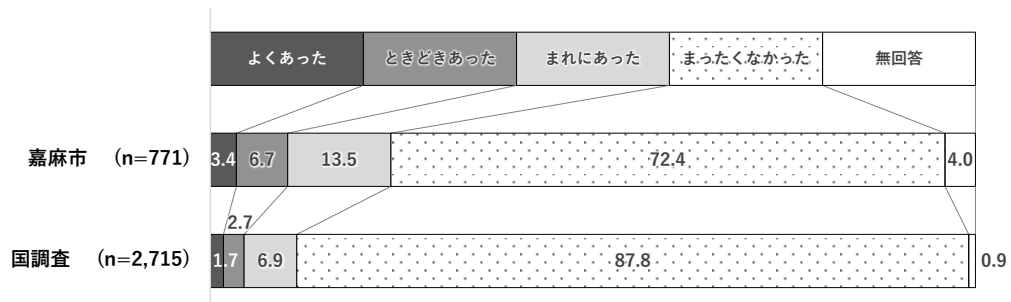 よくあった ときどきあった まれにあった まったくなかった 無回答
嘉麻市 (n=771) 3.4 6.7 13.5 72.4 4.0
2.7
国調査 (n=2,715) 1.7 6.9 87.8 0.9